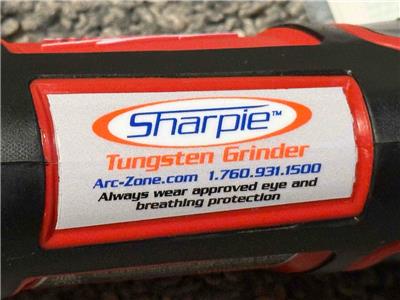 Sharpie™
Tungsten Grinder
Arc-Zone.com 1.760.931.1500
Always wear approved eye and
breathing protection